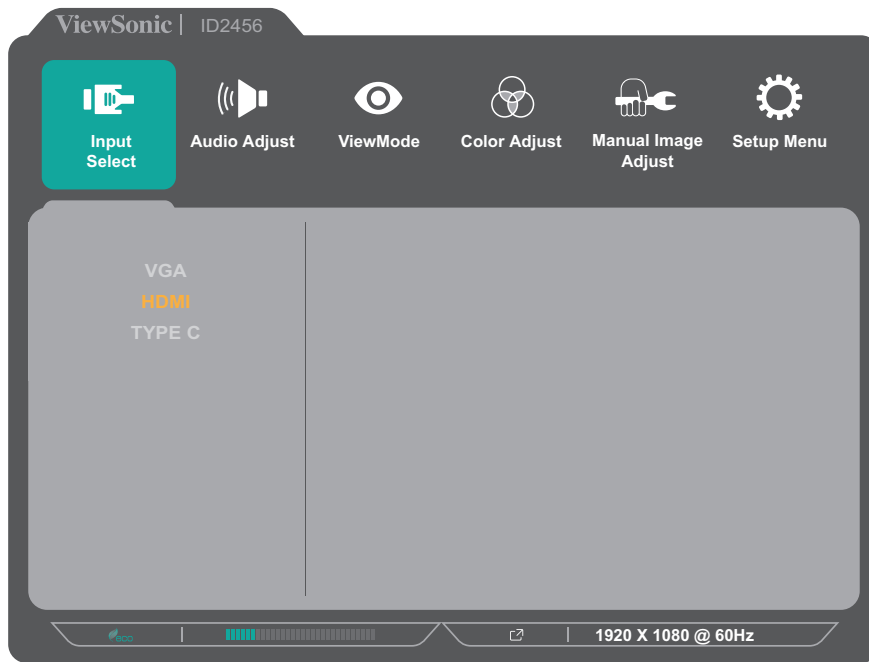 ViewSonic ID2456
Input Select
Audio Adjust
ViewMode
Color Adjust
Manual Image Adjust
Setup Menu
VGA
HDMI
TYPE C
eco
1920 X 1080 @ 60Hz